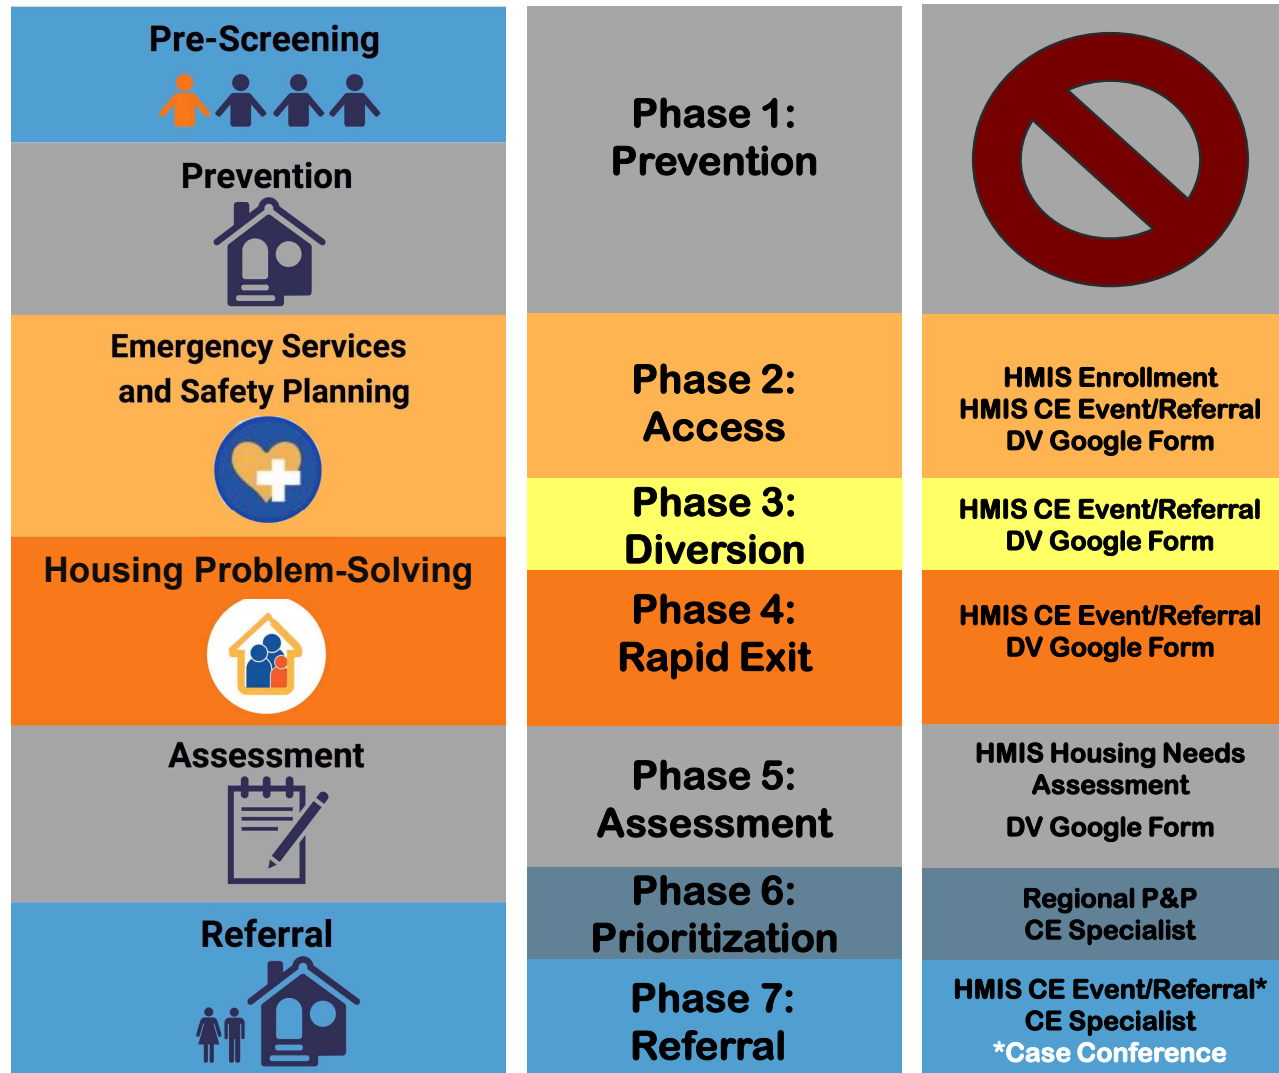 Pre-Screening
Prevention
Emergency Services
and Safety Planning
Housing Problem-Solving
Assessment
Referral
Phase 1:
Prevention
Phase 2:
Access
Phase 3:
Diversion
Phase 4:
Rapid Exit
Phase 5:
Assessment
Phase 6:
Prioritization
Phase 7:
Referral
HMIS Enrollment
HMIS CE Event/Referral
DV Google Form
HMIS CE Event/Referral
DV Google Form
HMIS CE Event/Referral
DV Google Form
HMIS Housing Needs
Assessment
DV Google Form
Regional P&P
CE Specialist
HMIS CE Event/Referral*
CE Specialist
*Case Conference